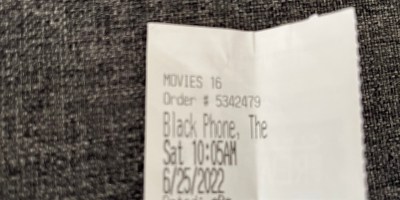 MOVIES 16
Order # 5342479
Black Phone, The
Sat 10:05AM
6/25/2022